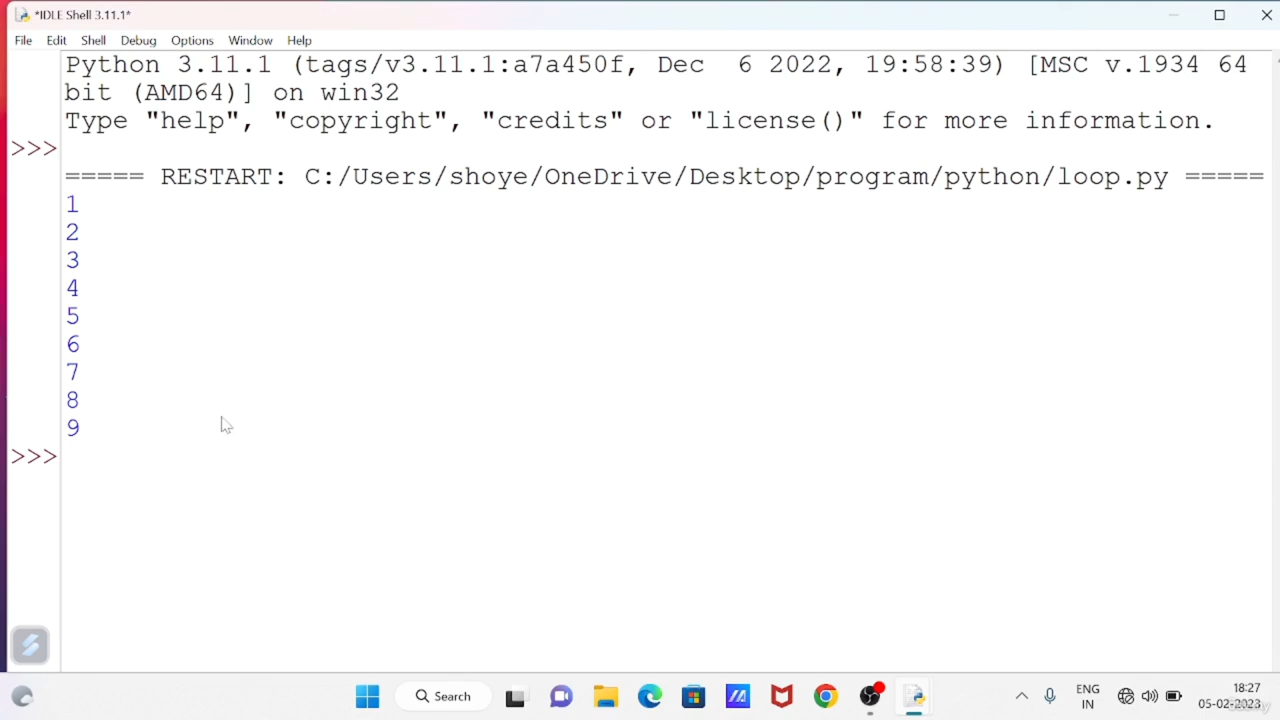 *IDLE Shell 3.11.1*
File Edit Shell Debug Options Window Help
Python 3.11.1 (tags/v3.11.1:a7a450f, Dec  6 2022, 19:58:39) [MSC v.1934 64
bit (AMD64)] on win32
Type "help", "copyright", "credits" or "license()" for more information.
>>>
===== RESTART: C:/Users/shoye/OneDrive/Desktop/program/python/loop.py =====
1
2
3
4
5
6
7
8
9
>>>
Search
ENG
IN
18:27
05-02-2023